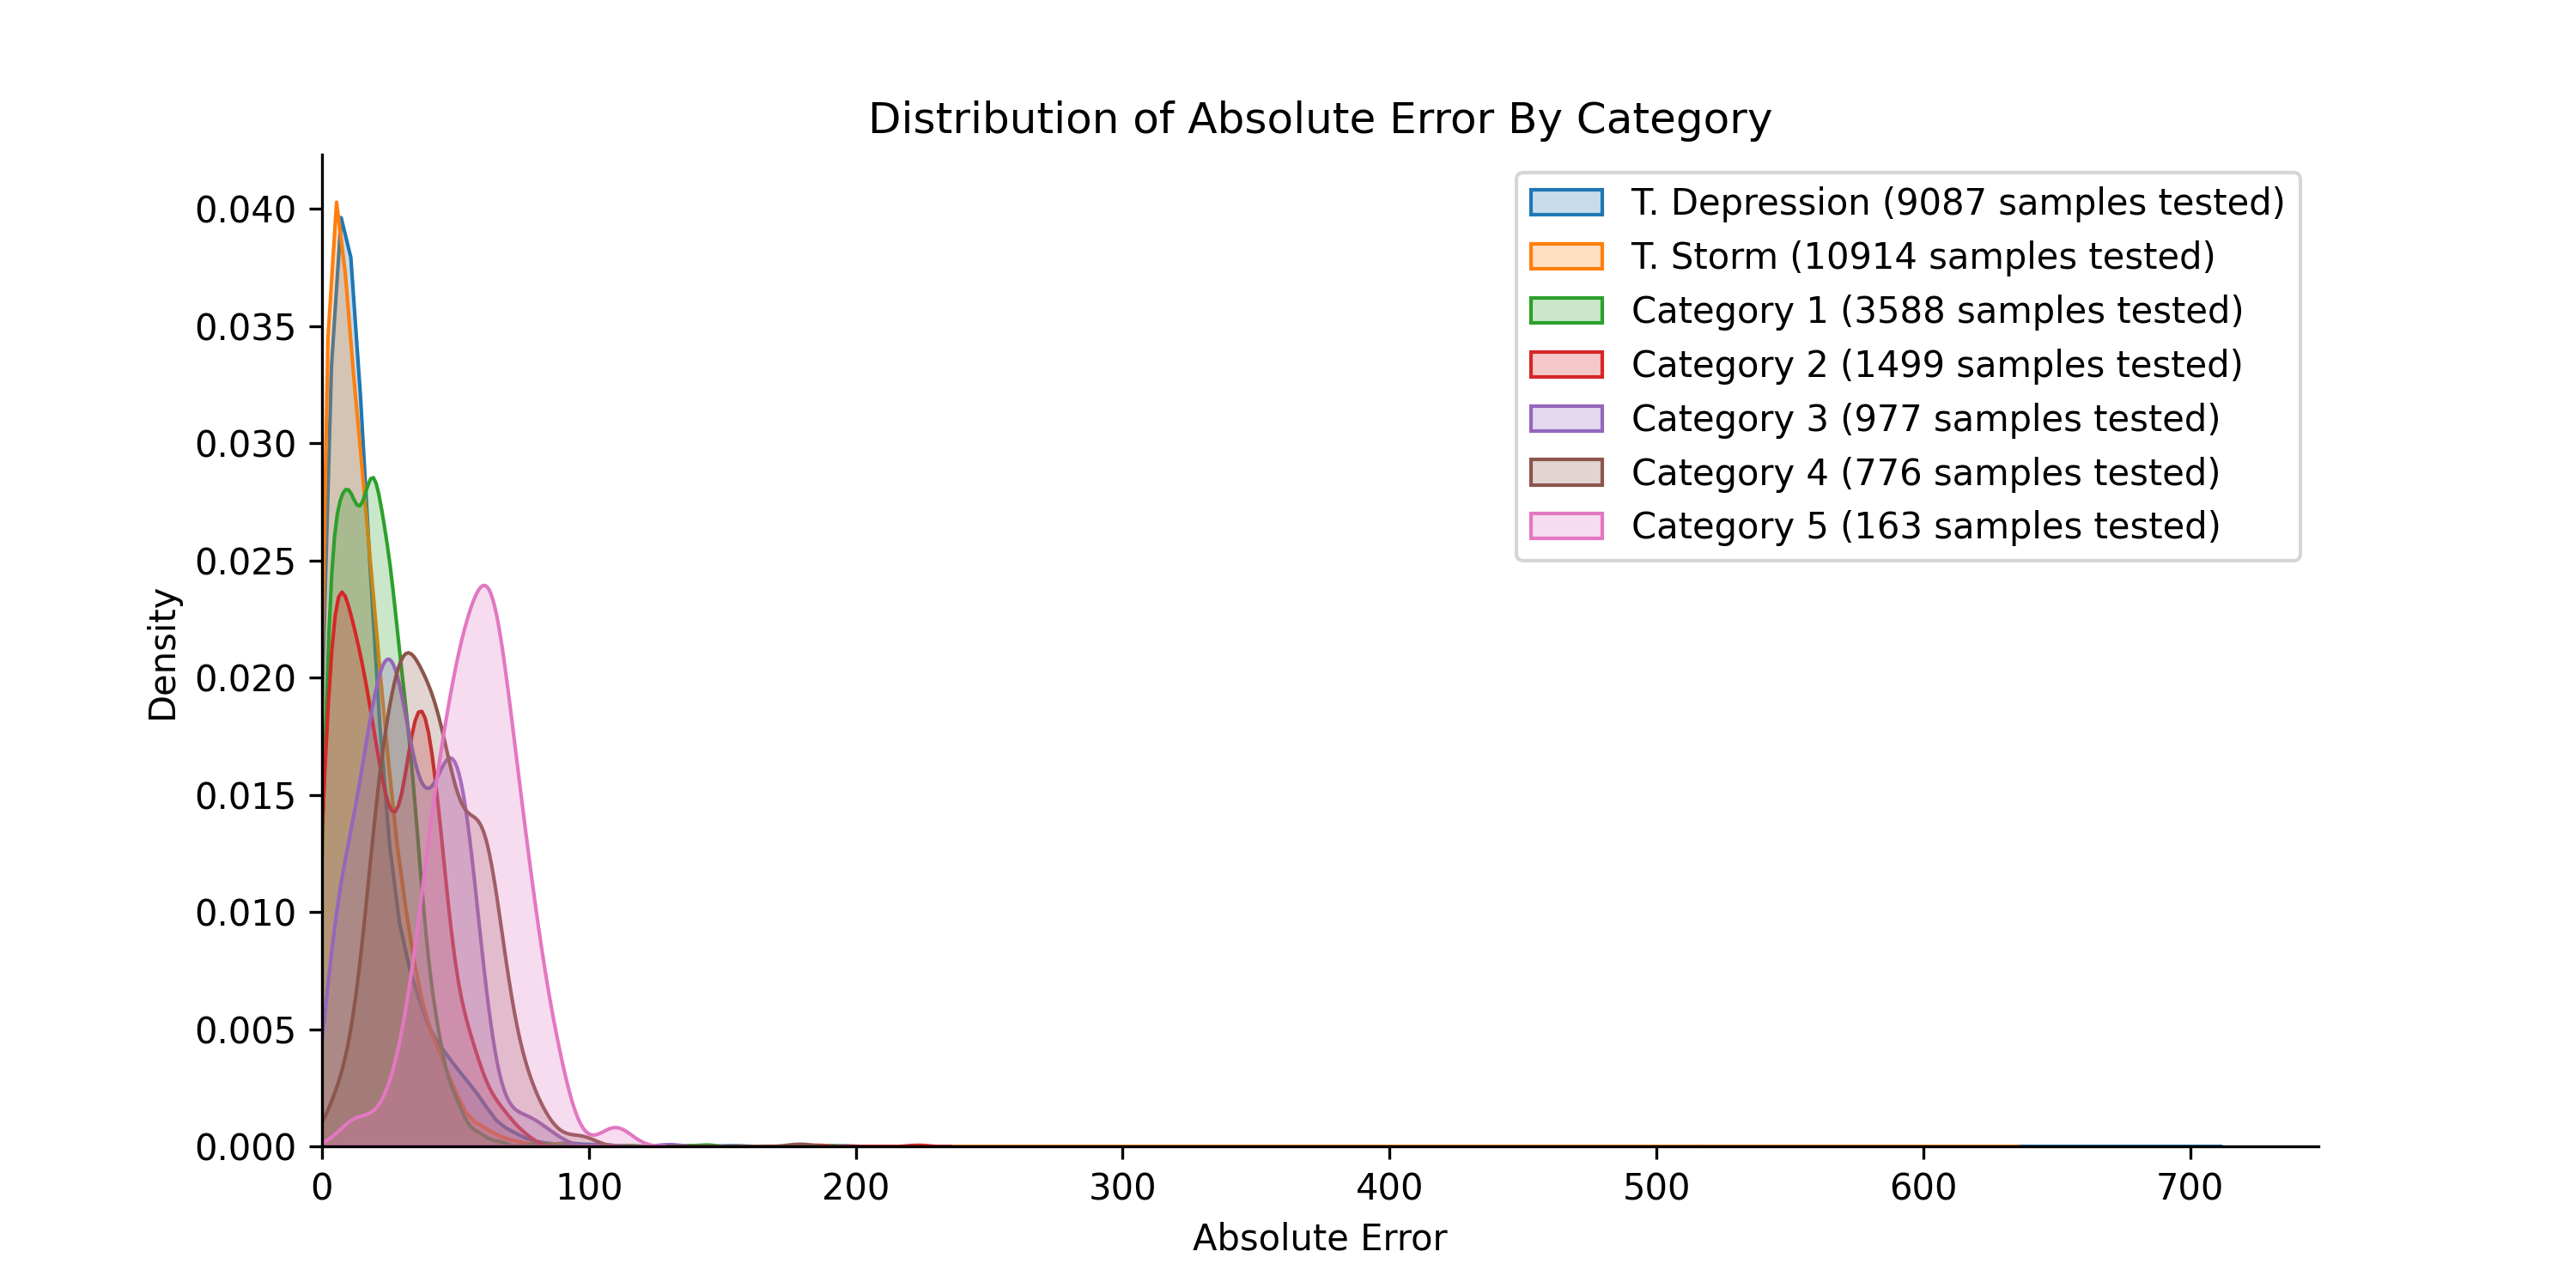 Distribution of Absolute Error By Category
T. Depression (9087 samples tested)
T. Storm (10914 samples tested)
Category 1 (3588 samples tested)
Category 2 (1499 samples tested)
Category 3 (977 samples tested)
Category 4 (776 samples tested)
Category 5 (163 samples tested)
Density
0.040
0.035
0.030
0.025
0.020
0.015
0.010
0.005
0.000
0 100 200 300 400 500 600 700
Absolute Error